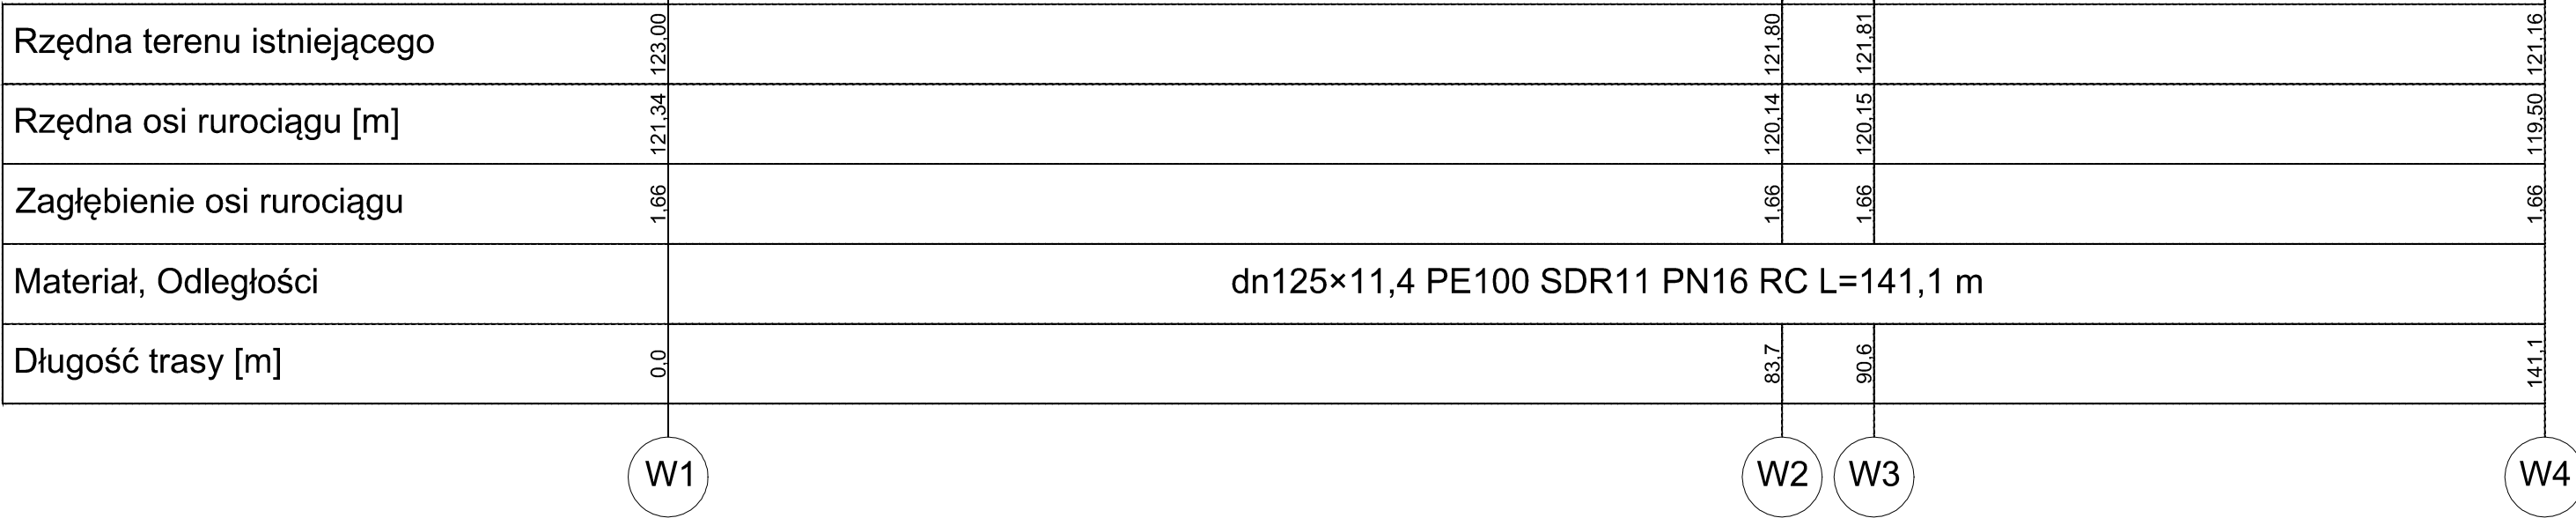 Rzędna terenu istniejącego 123,00 121,80 121,81 121,16
Rzędna osi rurociągu [m] 121,34 120,14 120,15 119,50
Zagłębienie osi rurociągu 1,66 1,66 1,66 1,66
Materiał, Odległości dn125×11,4 PE100 SDR11 PN16 RC L=141,1 m
Długość trasy [m] 0,0 83,7 90,6 141,1
W1 W2 W3 W4